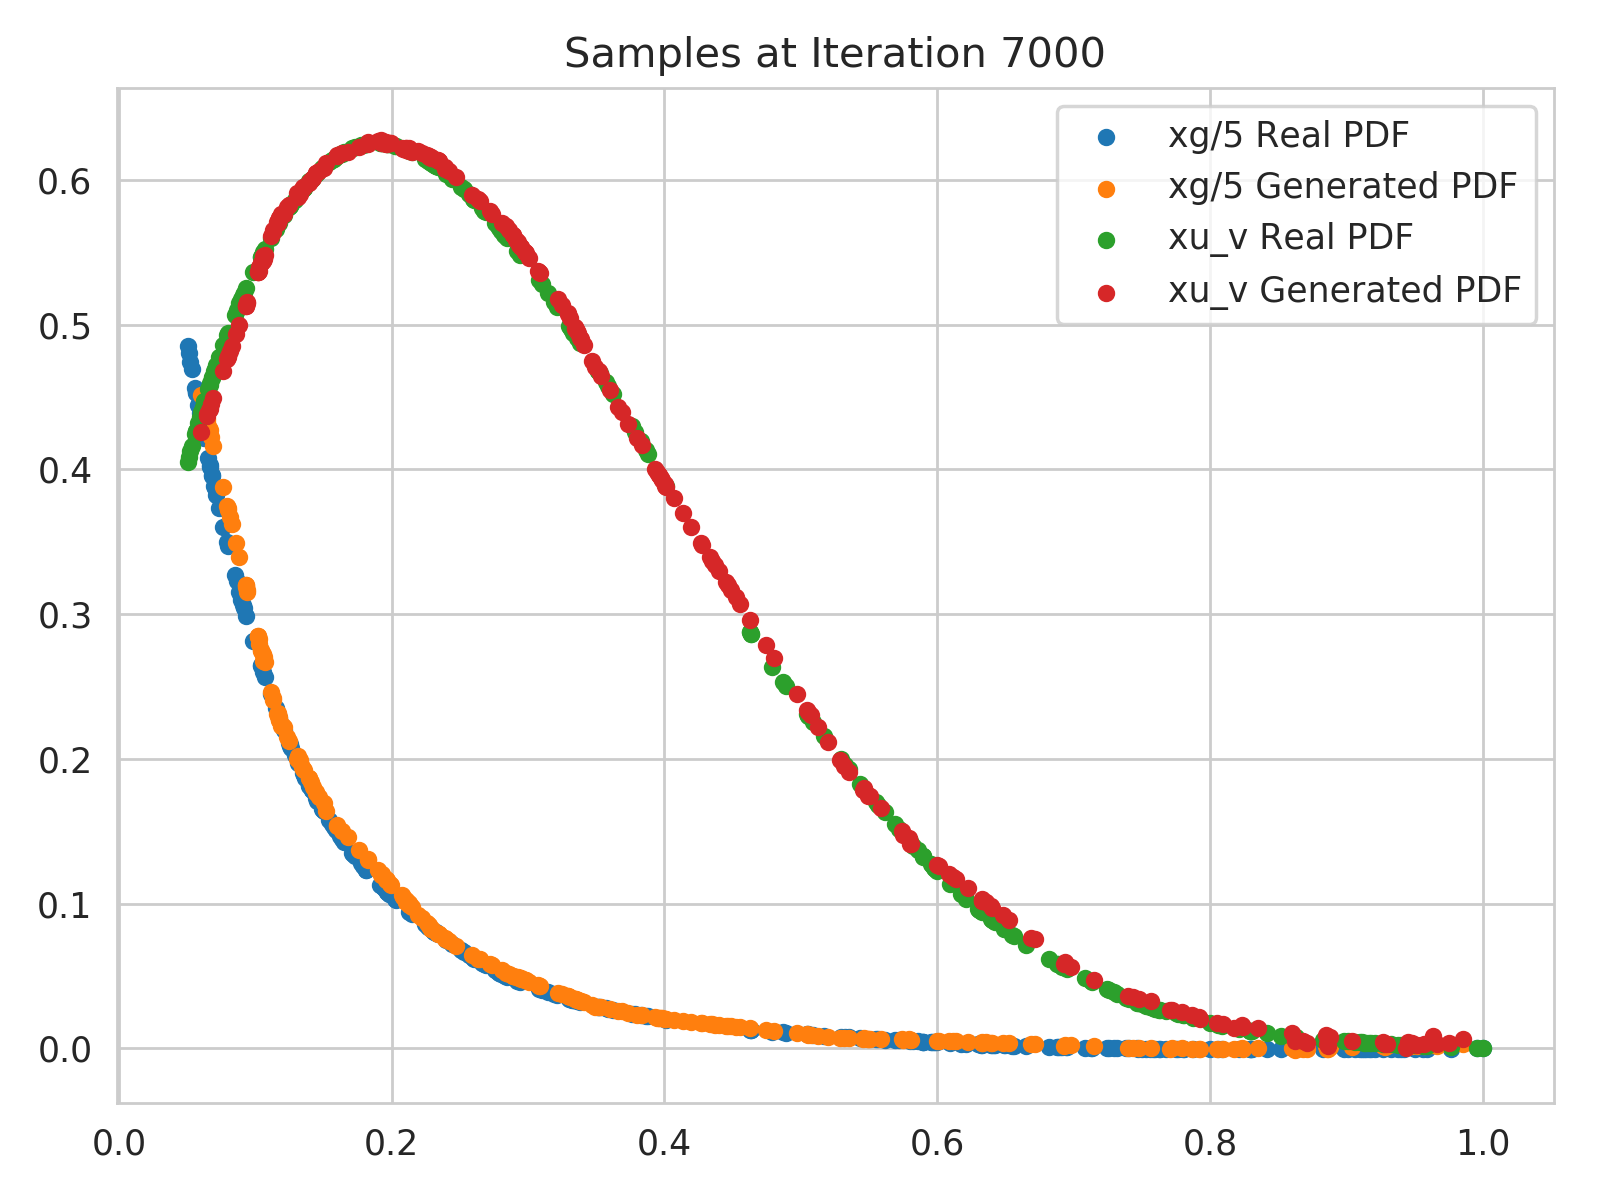 Samples at Iteration 7000
xg/5 Real PDF
xg/5 Generated PDF
xu_v Real PDF
xu_v Generated PDF
0.6
0.5
0.4
0.3
0.2
0.1
0.0
0.0 0.2 0.4 0.6 0.8 1.0